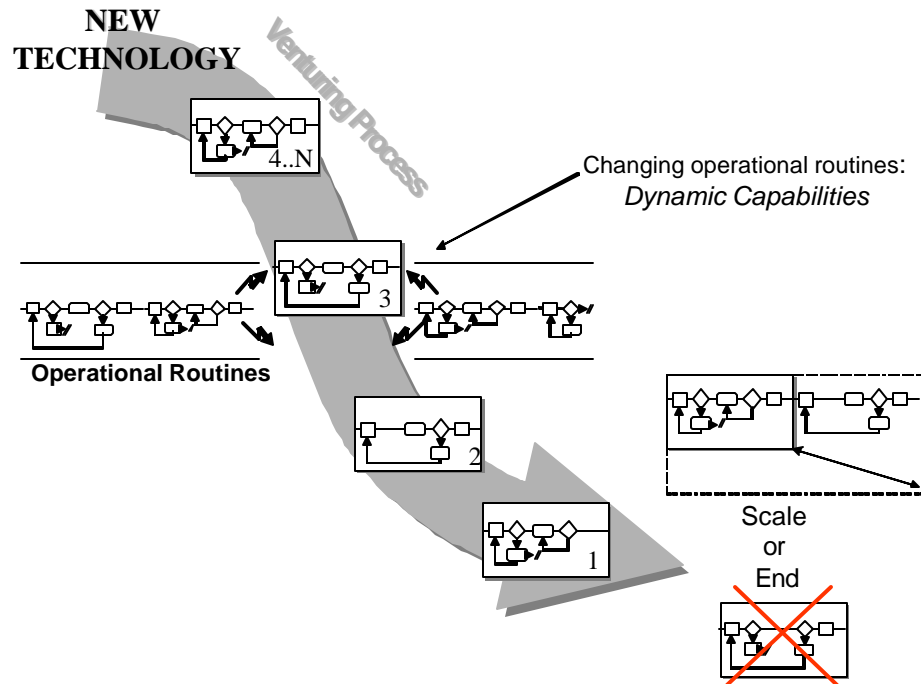 NEW
TECHNOLOGY
Venturing Process
4..N
Changing operational routines:
Dynamic Capabilities
3
Operational Routines
2
1
Scale
or
End